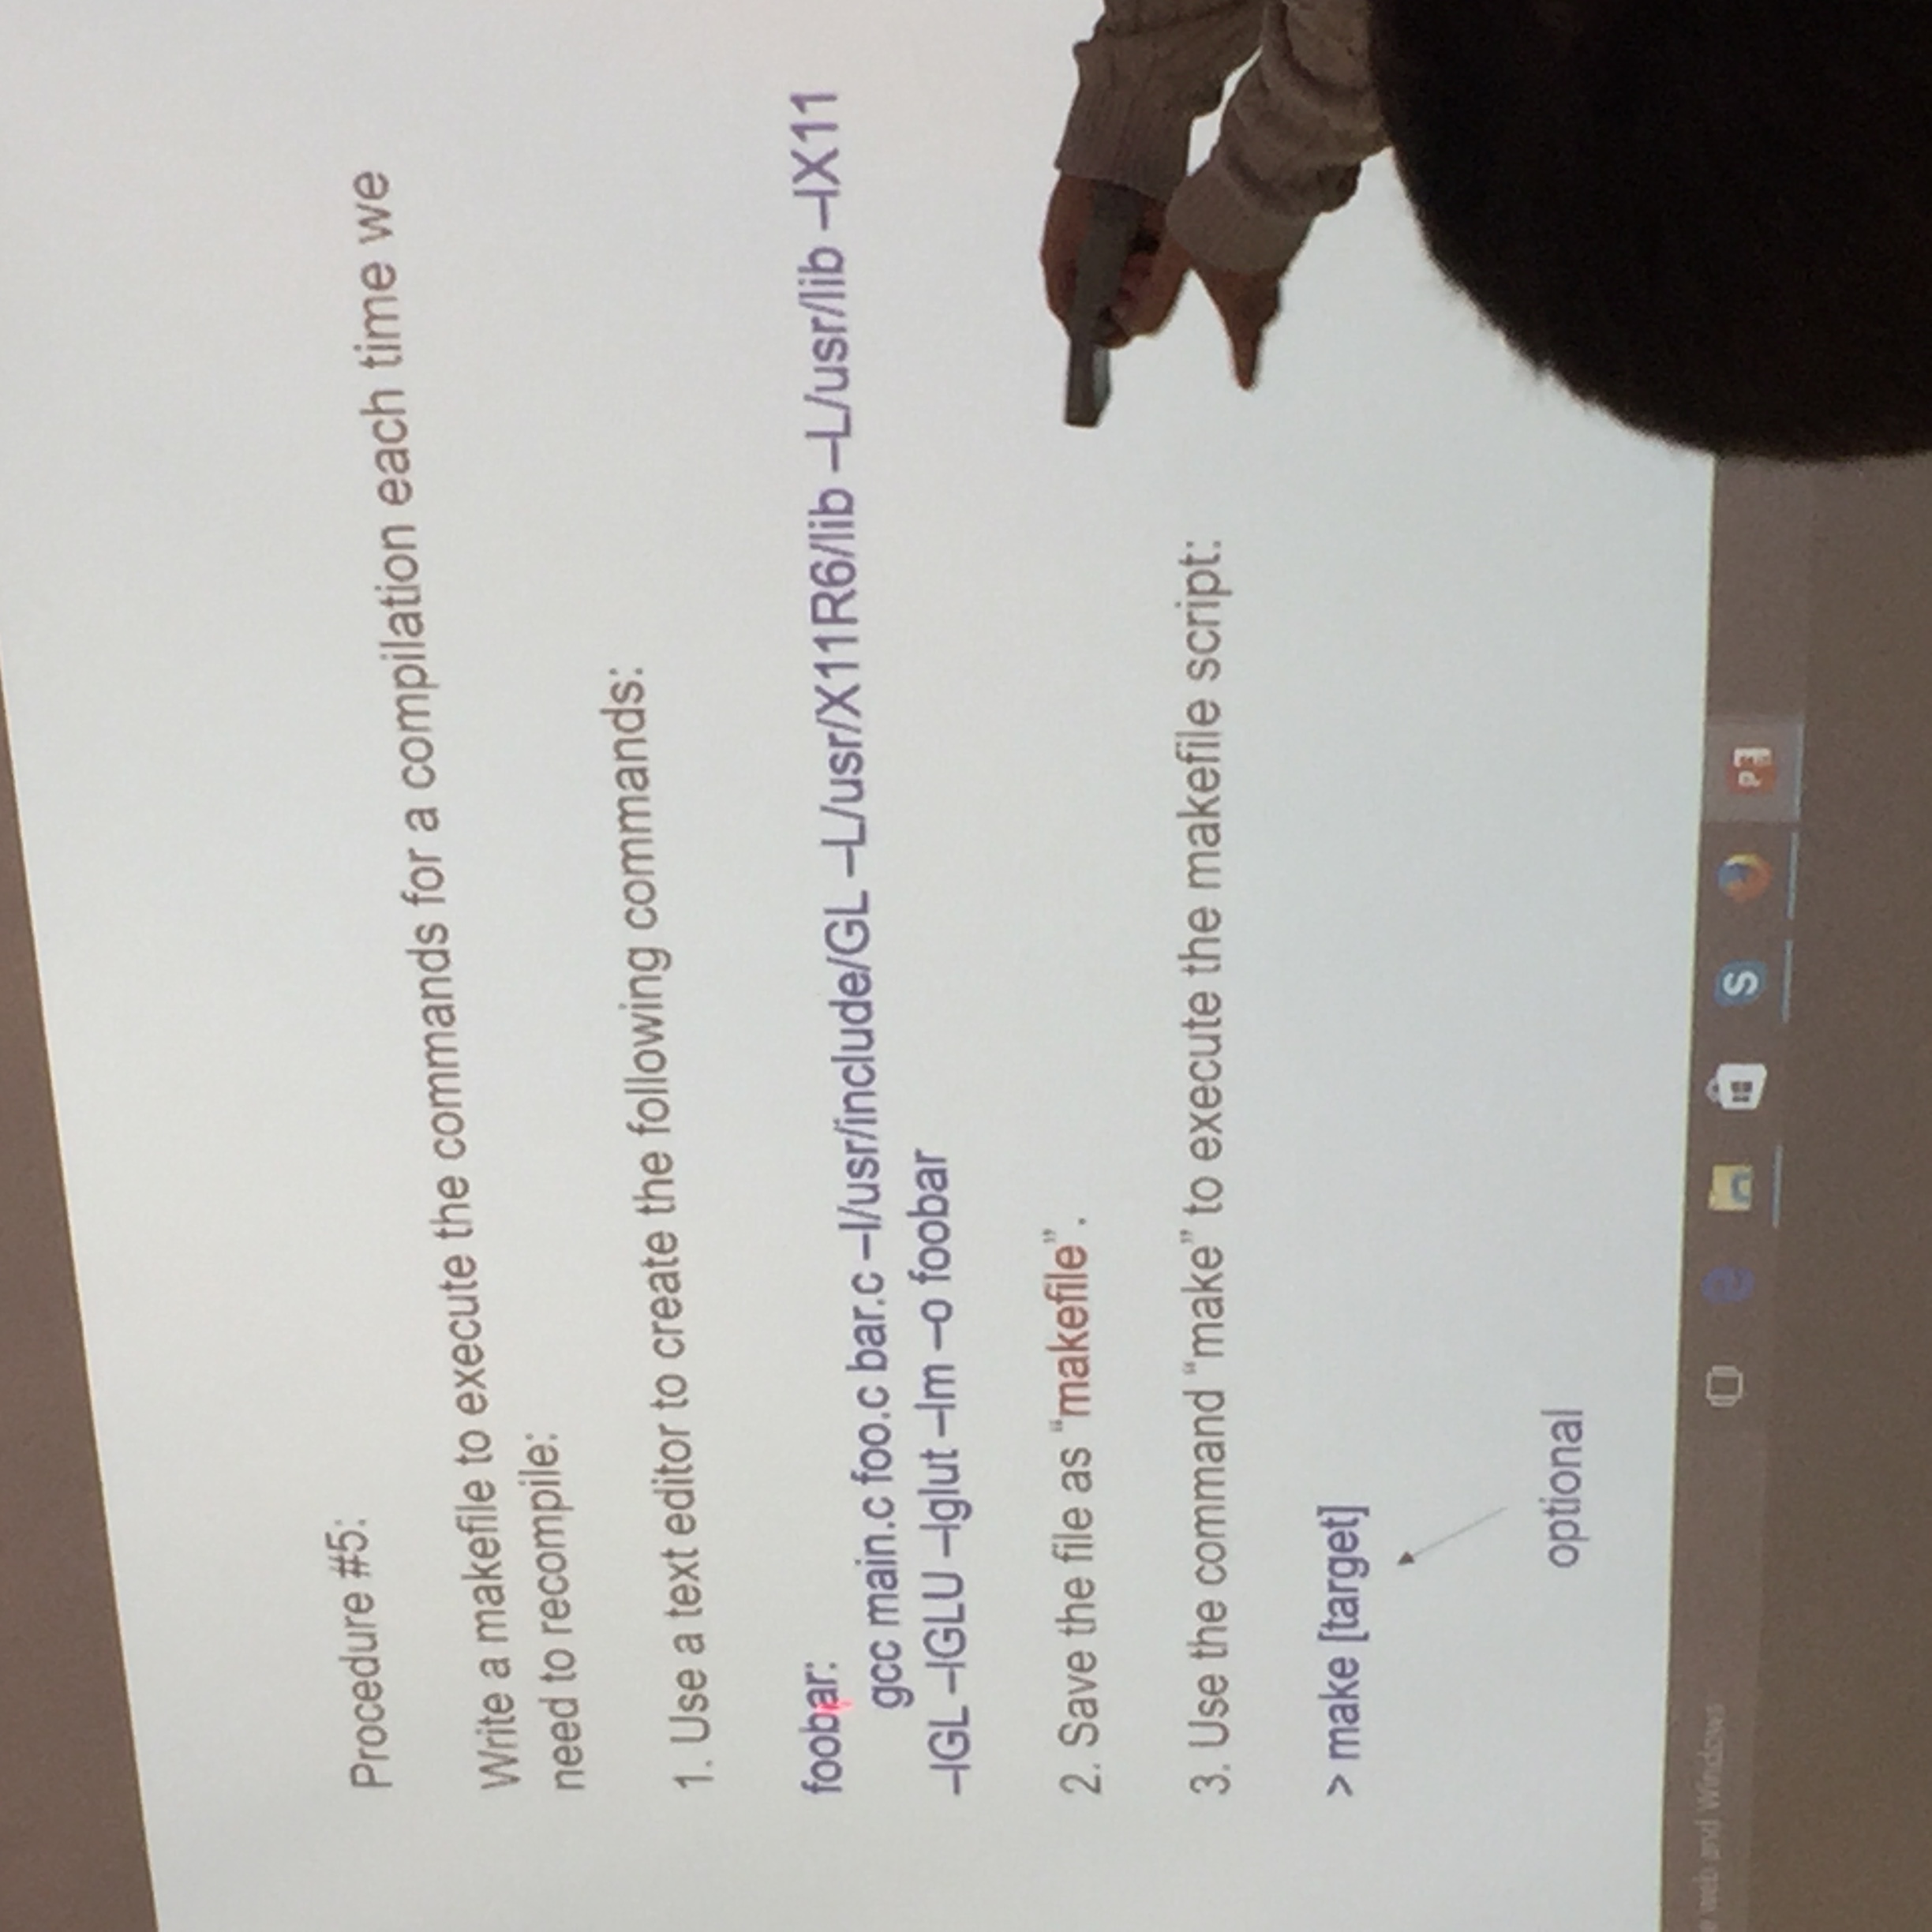 Procedure #5:
Write a makefile to execute the commands for a compilation each time we
need to recompile:
1. Use a text editor to create the following commands:
foobar:
gcc main.c foo.c bar.c –I/usr/include/GL –L/usr/X11R6/lib –L/usr/lib –lX11
–lGL –lGLU –lglut –lm –o foobar
2. Save the file as “makefile”.
3. Use the command “make” to execute the makefile script:
> make [target]
optional
web and Windows